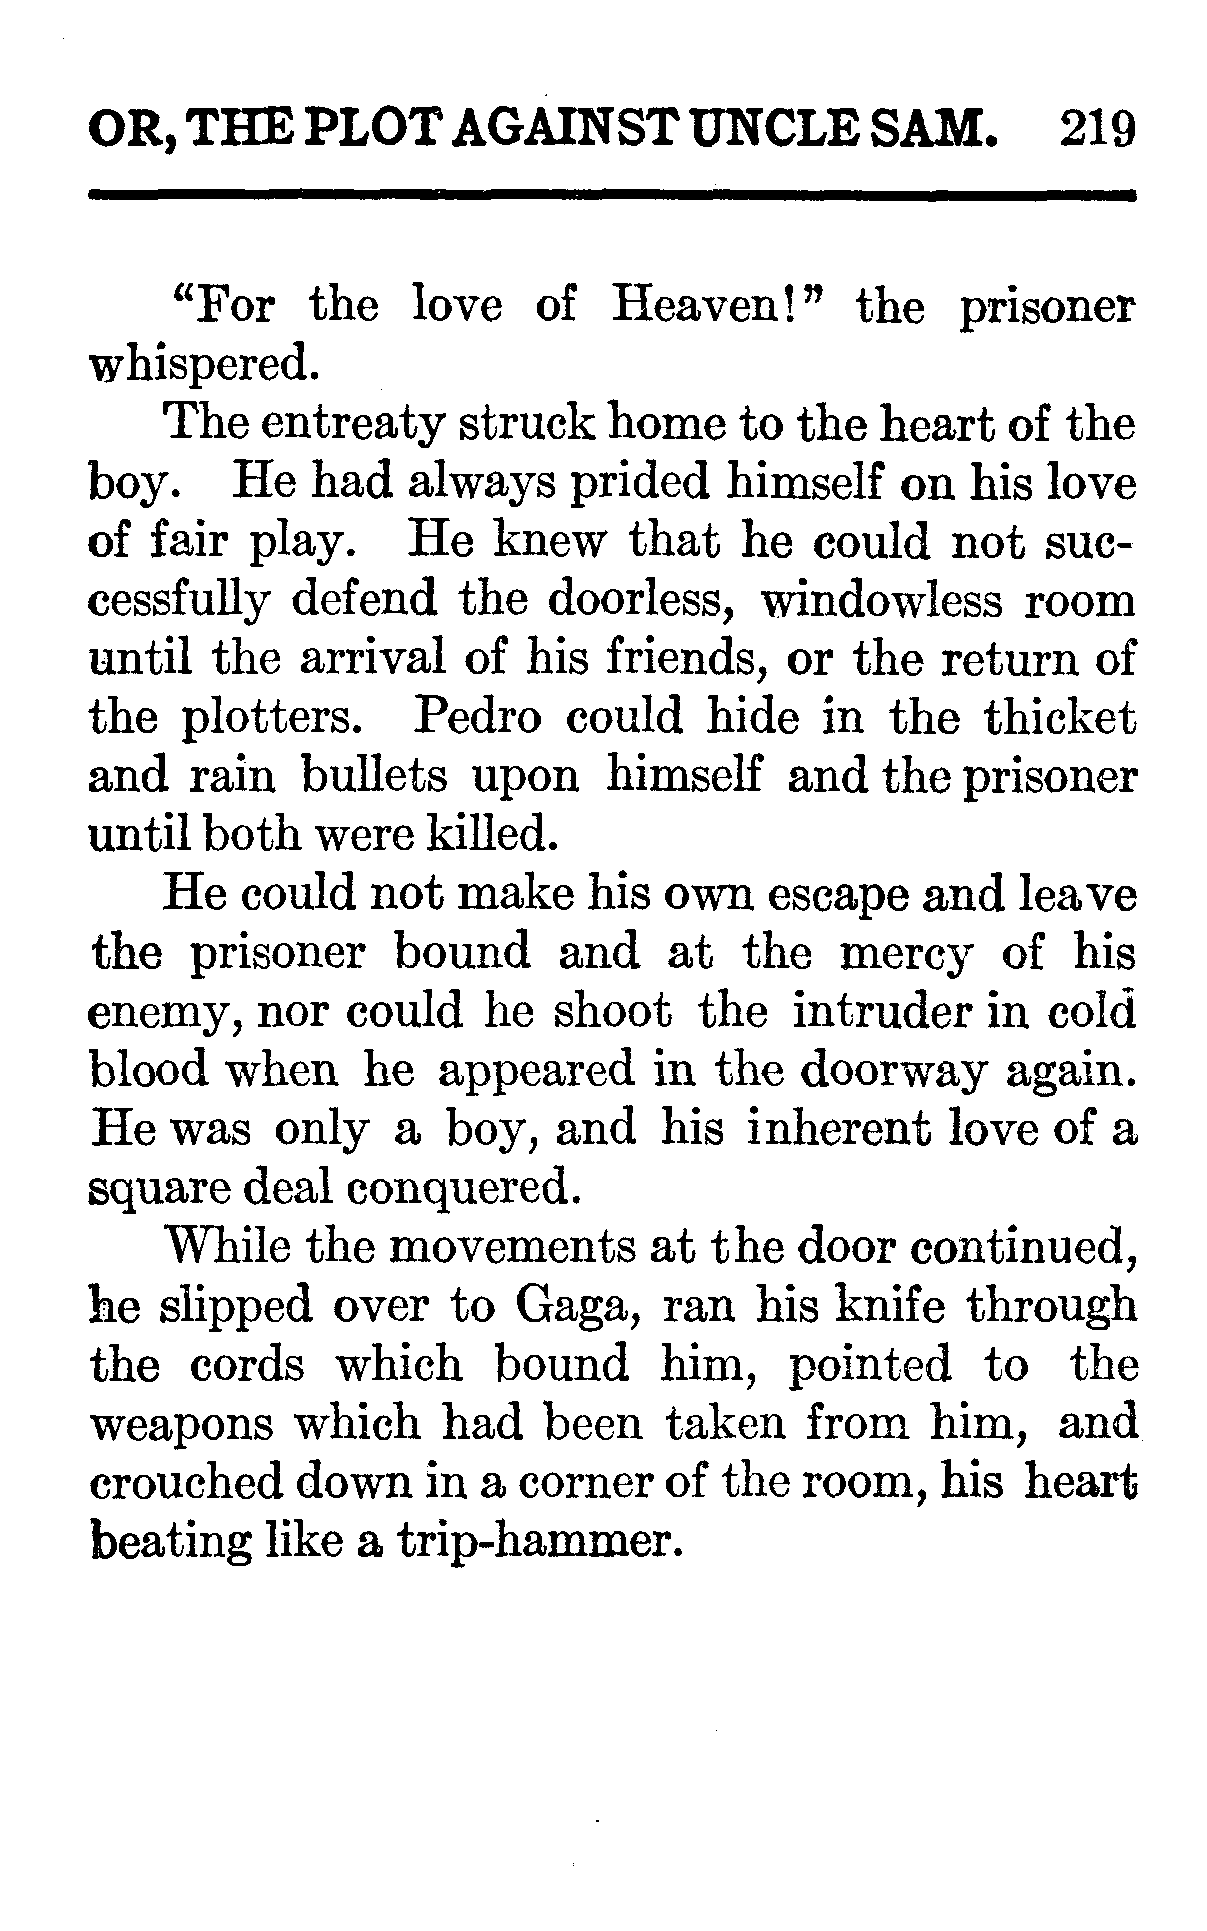 OR, THE PLOT AGAINST UNCLE SAM. 219
“For the love of Heaven!” the prisoner
whispered.
The entreaty struck home to the heart of the
boy. He had always prided himself on his love
of fair play. He knew that he could not suc-
cessfully defend the doorless, windowless room
until the arrival of his friends, or the return of
the plotters. Pedro could hide in the thicket
and rain bullets upon himself and the prisoner
until both were killed.
He could not make his own escape and leave
the prisoner bound and at the mercy of his
enemy, nor could he shoot the intruder in cold
blood when he appeared in the doorway again.
He was only a boy, and his inherent love of a
square deal conquered.
While the movements at the door continued,
he slipped over to Gaga, ran his knife through
the cords which bound him, pointed to the
weapons which had been taken from him, and
crouched down in a corner of the room, his heart
beating like a trip-hammer.